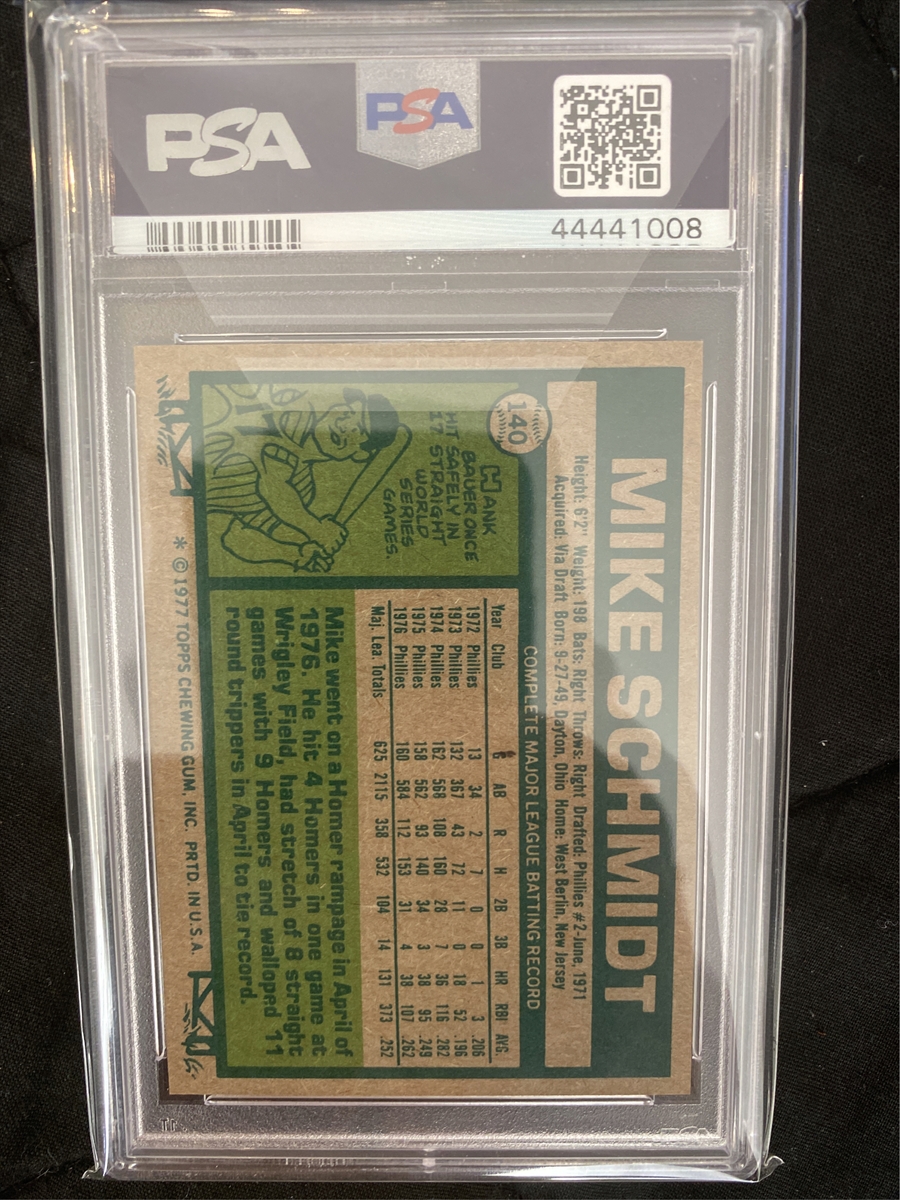 PSA
PSA
44441008
MIKE SCHMIDT
140
Height: 6'2" Weight: 198 Bats: Right Throws: Right Drafted: Phillies #2-June, 1971
Acquired: Via Draft Born: 9-27-49, Dayton, Ohio Home: West Berlin, New Jersey
COMPLETE MAJOR LEAGUE BATTING RECORD
Year Club G AB R H 2B 3B HR RBI AVG.
1972 Phillies 13 34 2 7 0 0 1 3 .206
1973 Phillies 132 367 43 72 11 0 18 52 .196
1974 Phillies 162 568 108 160 28 7 36 116 .282
1975 Phillies 158 562 93 140 34 3 38 95 .249
1976 Phillies 160 584 112 153 31 4 38 107 .262
Maj. Lea. Totals 625 2115 358 532 104 14 131 373 .252
HANK
BAUER ONCE
HIT SAFELY IN
17 STRAIGHT
WORLD
SERIES
GAMES.
Mike went on a Homer rampage in April of
1976. He hit 4 Homers in one game at
Wrigley Field, had stretch of 8 straight
games with 9 Homers and walloped 11
round trippers in April to tie record.
* © 1977 TOPPS CHEWING GUM, INC. PRTD. IN U.S.A.